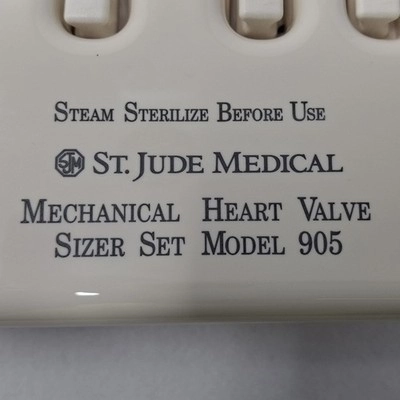 STEAM STERILIZE BEFORE USE
SJM ST. JUDE MEDICAL
MECHANICAL HEART VALVE
SIZER SET MODEL 905